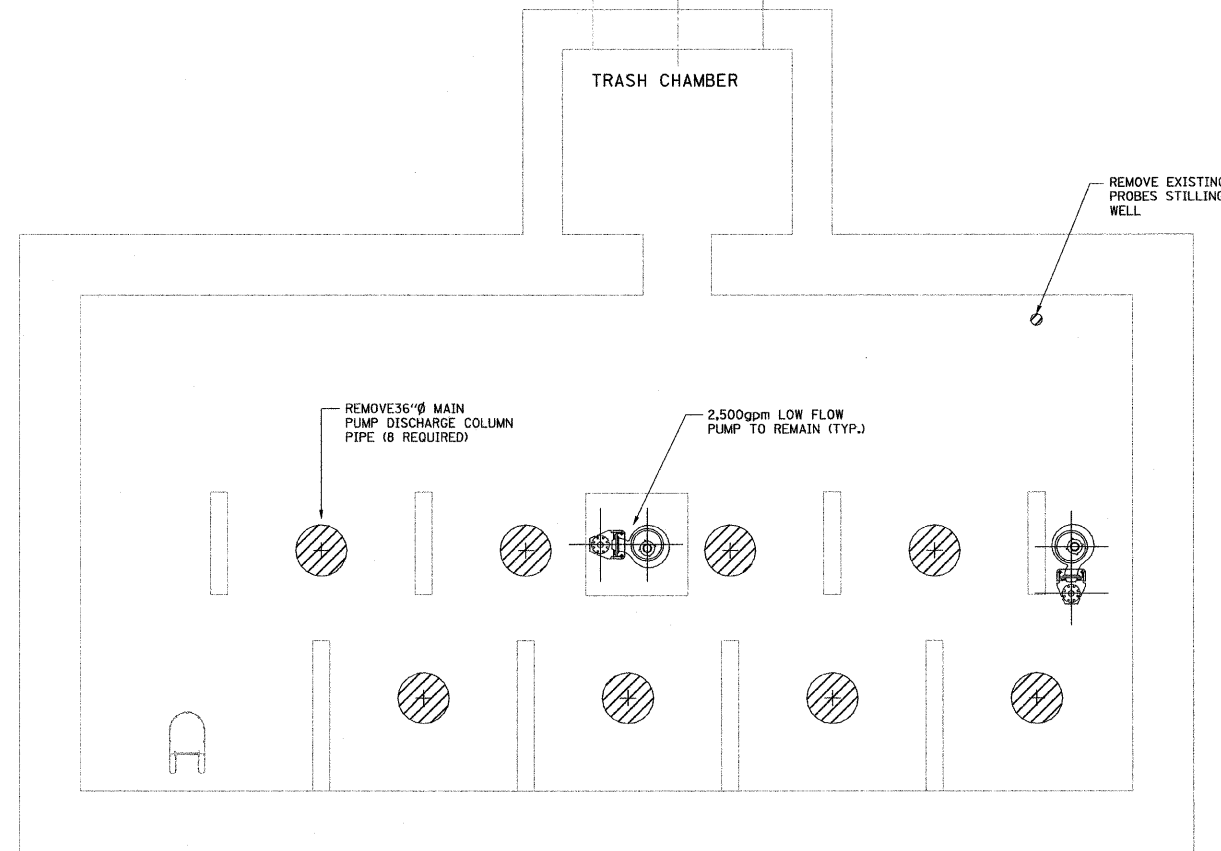 TRASH CHAMBER
REMOVE EXISTING
PROBES STILLING
WELL
REMOVE36"Ø MAIN
PUMP DISCHARGE COLUMN
PIPE (8 REQUIRED)
2,500gpm LOW FLOW
PUMP TO REMAIN (TYP.)